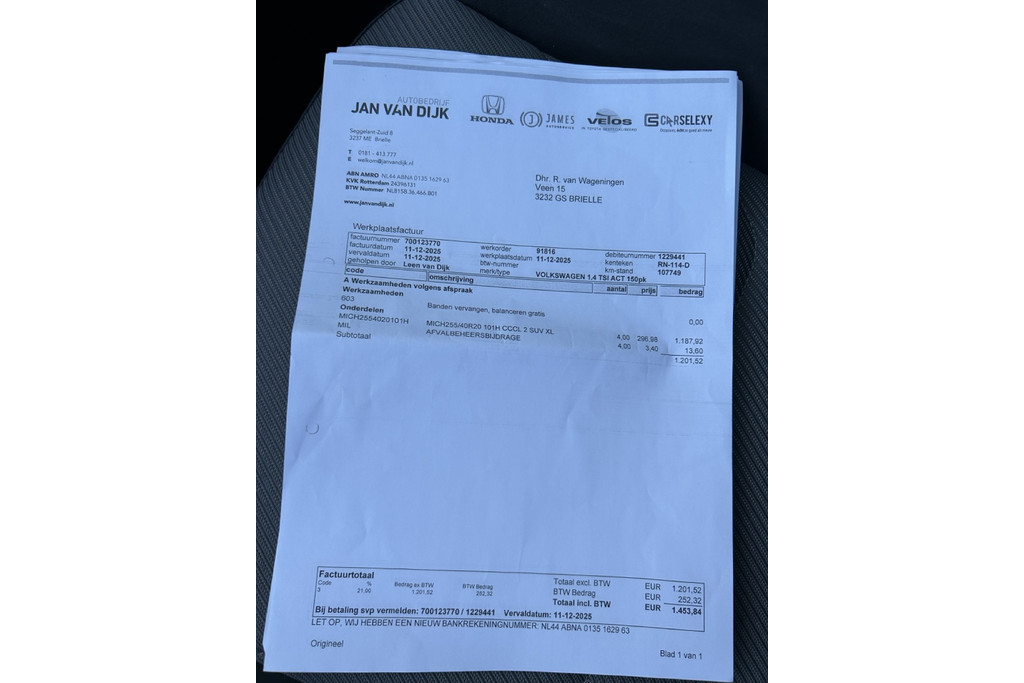 AUTOBEDRIJF
JAN VAN DIJK
HONDA
JAMES
AUTOSERVICE
VETOS
CARSELEXY
Seggelant-Zuid 8
3237 ME Brielle
T 0181 - 413 777
E welkom@janvandijk.nl
ABN AMRO NL44 ABNA 0135 1629 63
KVK Rotterdam 24396131
BTW Nummer NL8158.36.466.B01
www.janvandijk.nl
Dhr. R. van Wageningen
Veen 15
3232 GS BRIELLE
Werkplaatsfactuur
factuurnummer 700123770 werkorder 91816 debiteurnummer 1229441
factuurdatum 11-12-2025 werkplaatsdatum 11-12-2025 kenteken RN-114-D
vervaldatum 11-12-2025 btw-nummer km-stand 107749
geholpen door Leen van Dijk merk/type VOLKSWAGEN 1.4 TSI ACT 150pk
code omschrijving aantal prijs bedrag
A Werkzaamheden volgens afspraak
Werkzaamheden
603 Banden vervangen, balanceren gratis 0,00
Onderdelen
MICH2554020101H MICH255/40R20 101H CCCL 2 SUV XL 4,00 296,98 1.187,92
MIL AFVALBEHEERSBIJDRAGE 4,00 3,40 13,60
Subtotaal 1.201,52
Factuurtotaal
Code % Bedrag ex BTW BTW Bedrag
3 21,00 1.201,52 252,32
Totaal excl. BTW EUR 1.201,52
BTW Bedrag EUR 252,32
Totaal incl. BTW EUR 1.453,84
Bij betaling svp vermelden: 700123770 / 1229441 Vervaldatum: 11-12-2025
LET OP, WIJ HEBBEN EEN NIEUW BANKREKENINGNUMMER: NL44 ABNA 0135 1629 63
Origineel
Blad 1 van 1